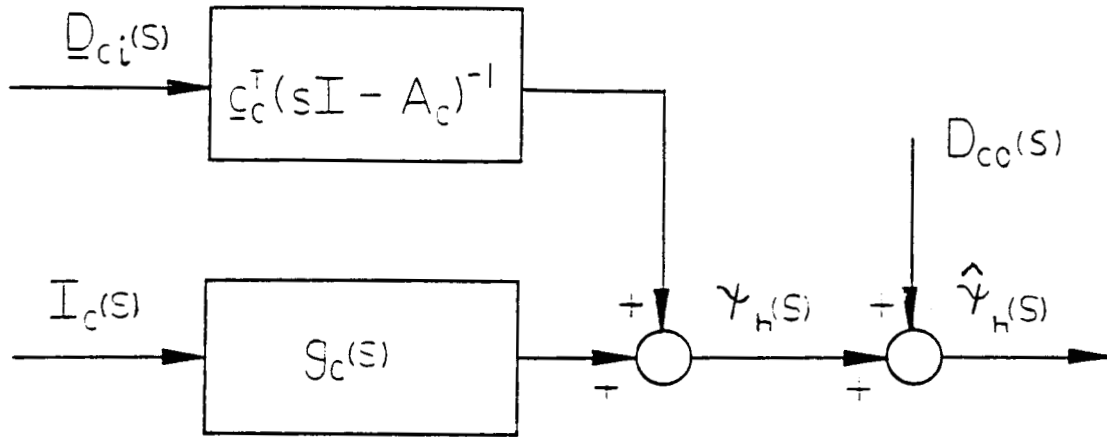 D_ci(s)
c_c^T(sI - A_c)^-1
D_co(s)
I_c(s)
g_c(s)
+
+
ψ_h(s)
+
+
ψ̂_h(s)